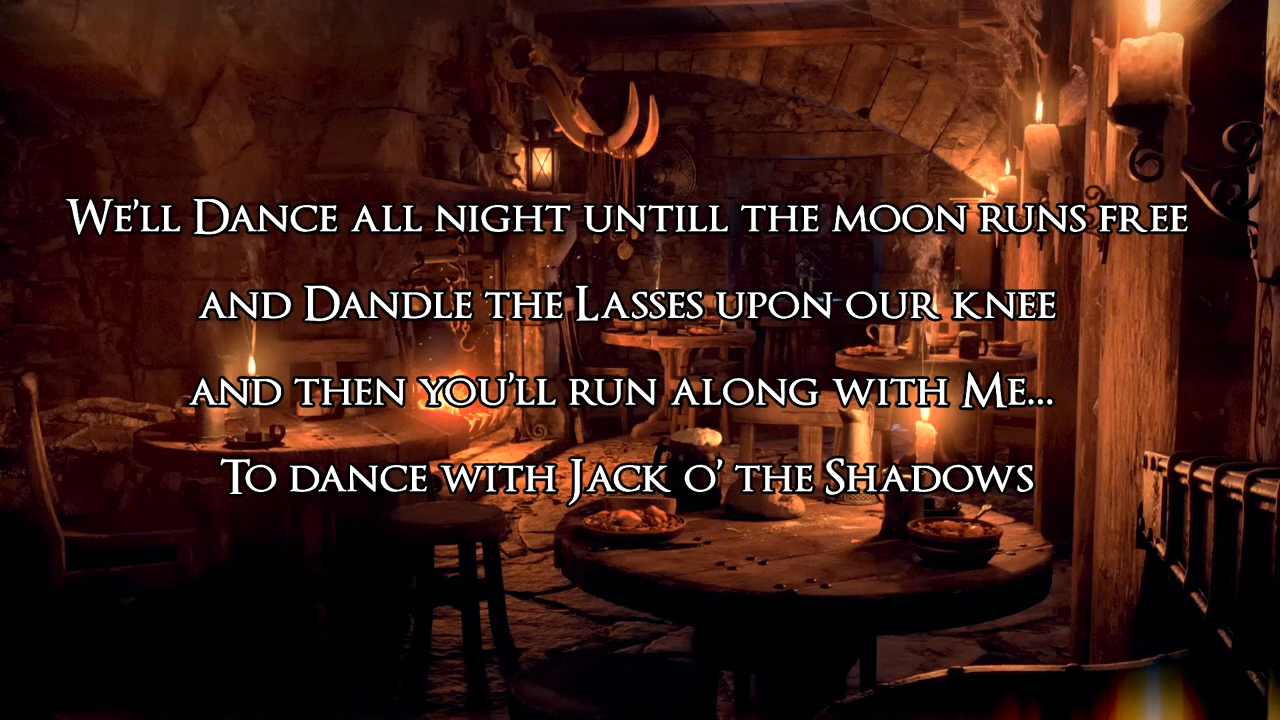 We'll Dance all night untill the moon runs free
and Dandle the Lasses upon our knee
and then you'll run along with Me...
To dance with Jack o' the Shadows